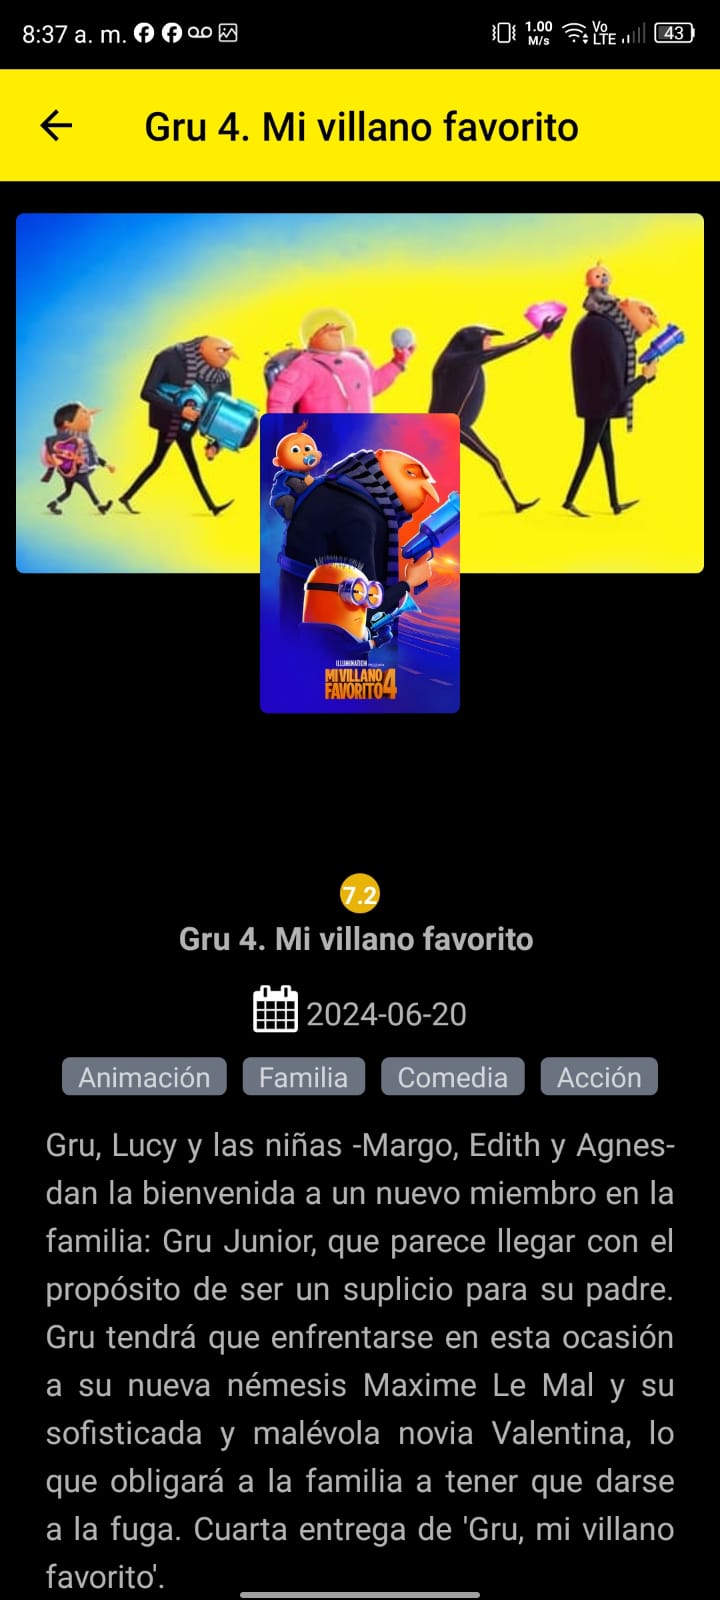 8:37 a. m.
1.00
M/s
Vo
LTE
43
Gru 4. Mi villano favorito
ILLUMINATION
MI VILLANO
FAVORITO 4
7.2
Gru 4. Mi villano favorito
2024-06-20
Animación Familia Comedia Acción
Gru, Lucy y las niñas -Margo, Edith y Agnes-
dan la bienvenida a un nuevo miembro en la
familia: Gru Junior, que parece llegar con el
propósito de ser un suplicio para su padre.
Gru tendrá que enfrentarse en esta ocasión
a su nueva némesis Maxime Le Mal y su
sofisticada y malévola novia Valentina, lo
que obligará a la familia a tener que darse
a la fuga. Cuarta entrega de 'Gru, mi villano
favorito'.